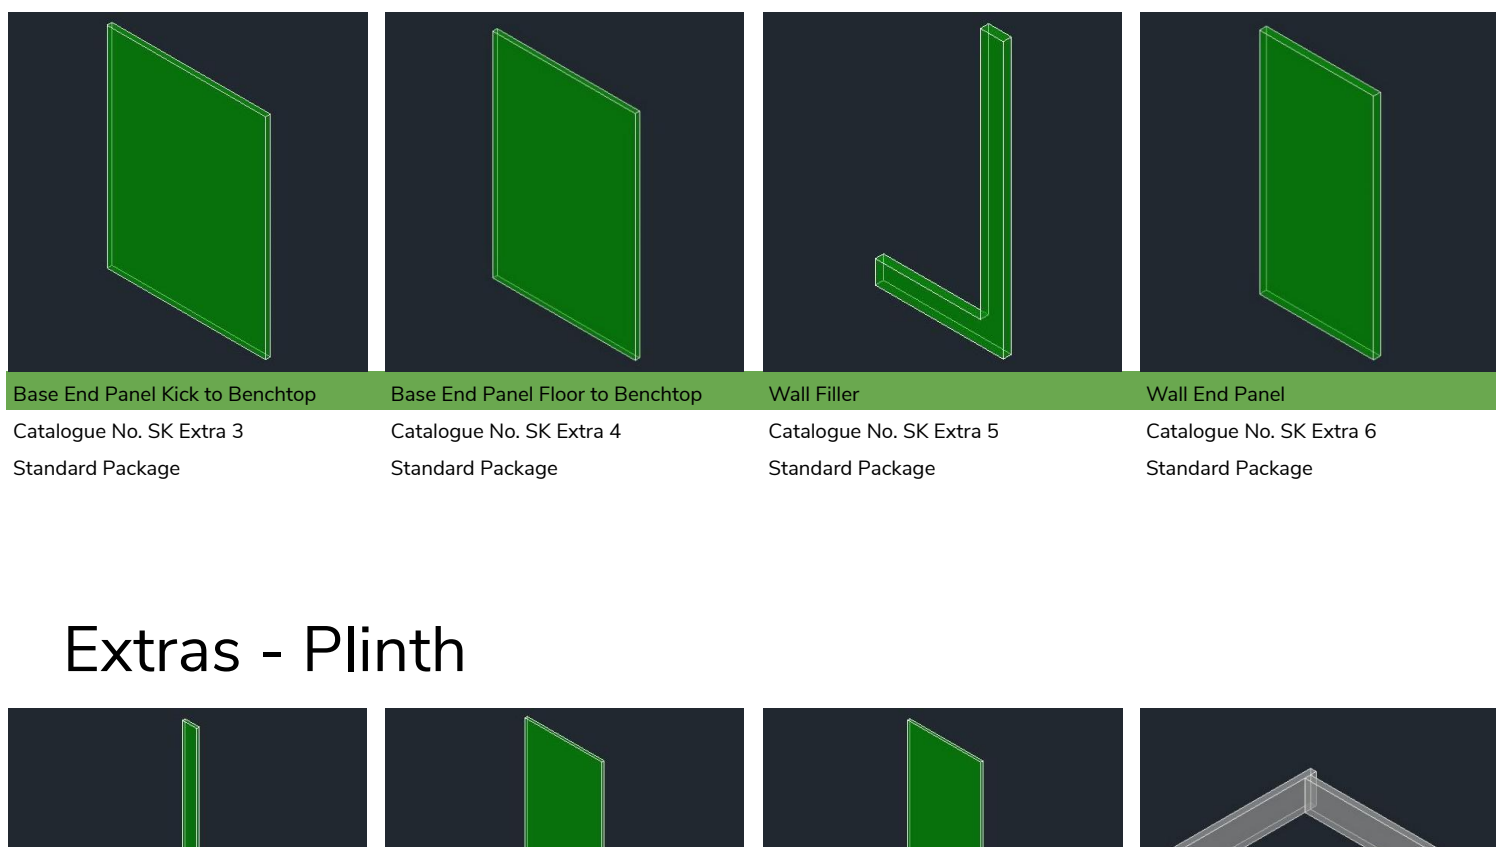 Base End Panel Kick to Benchtop
Catalogue No. SK Extra 3
Standard Package
Base End Panel Floor to Benchtop
Catalogue No. SK Extra 4
Standard Package
Wall Filler
Catalogue No. SK Extra 5
Standard Package
Wall End Panel
Catalogue No. SK Extra 6
Standard Package
Extras - Plinth